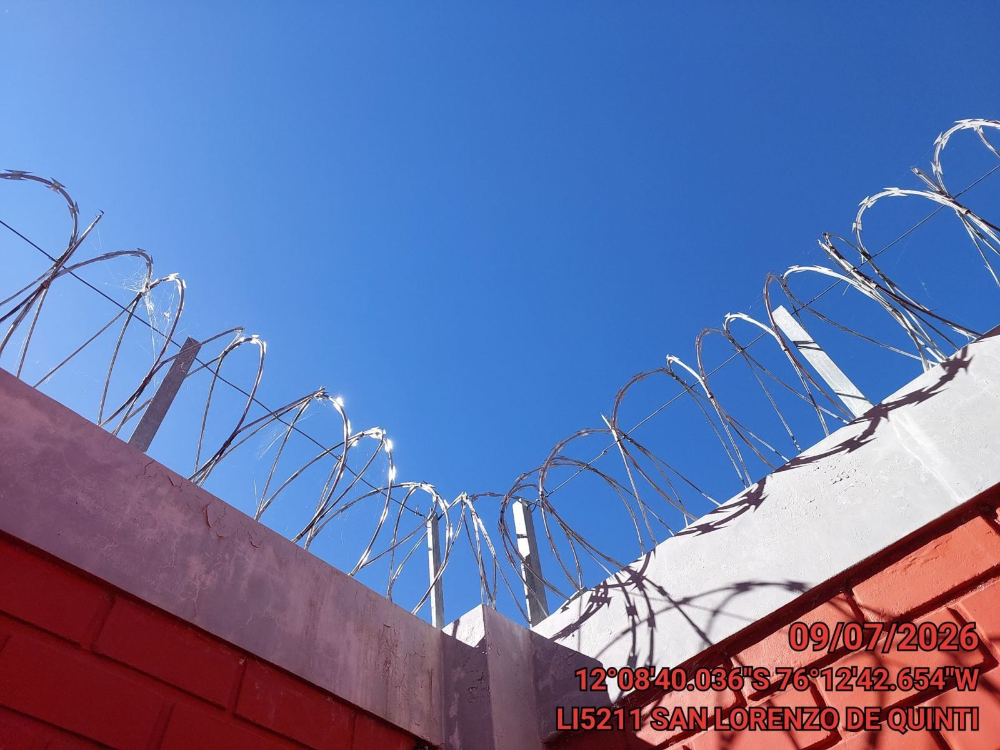 09/07/2026
12°08'40.036"S 76°12'42.654"W
LI5211 SAN LORENZO DE QUINTI